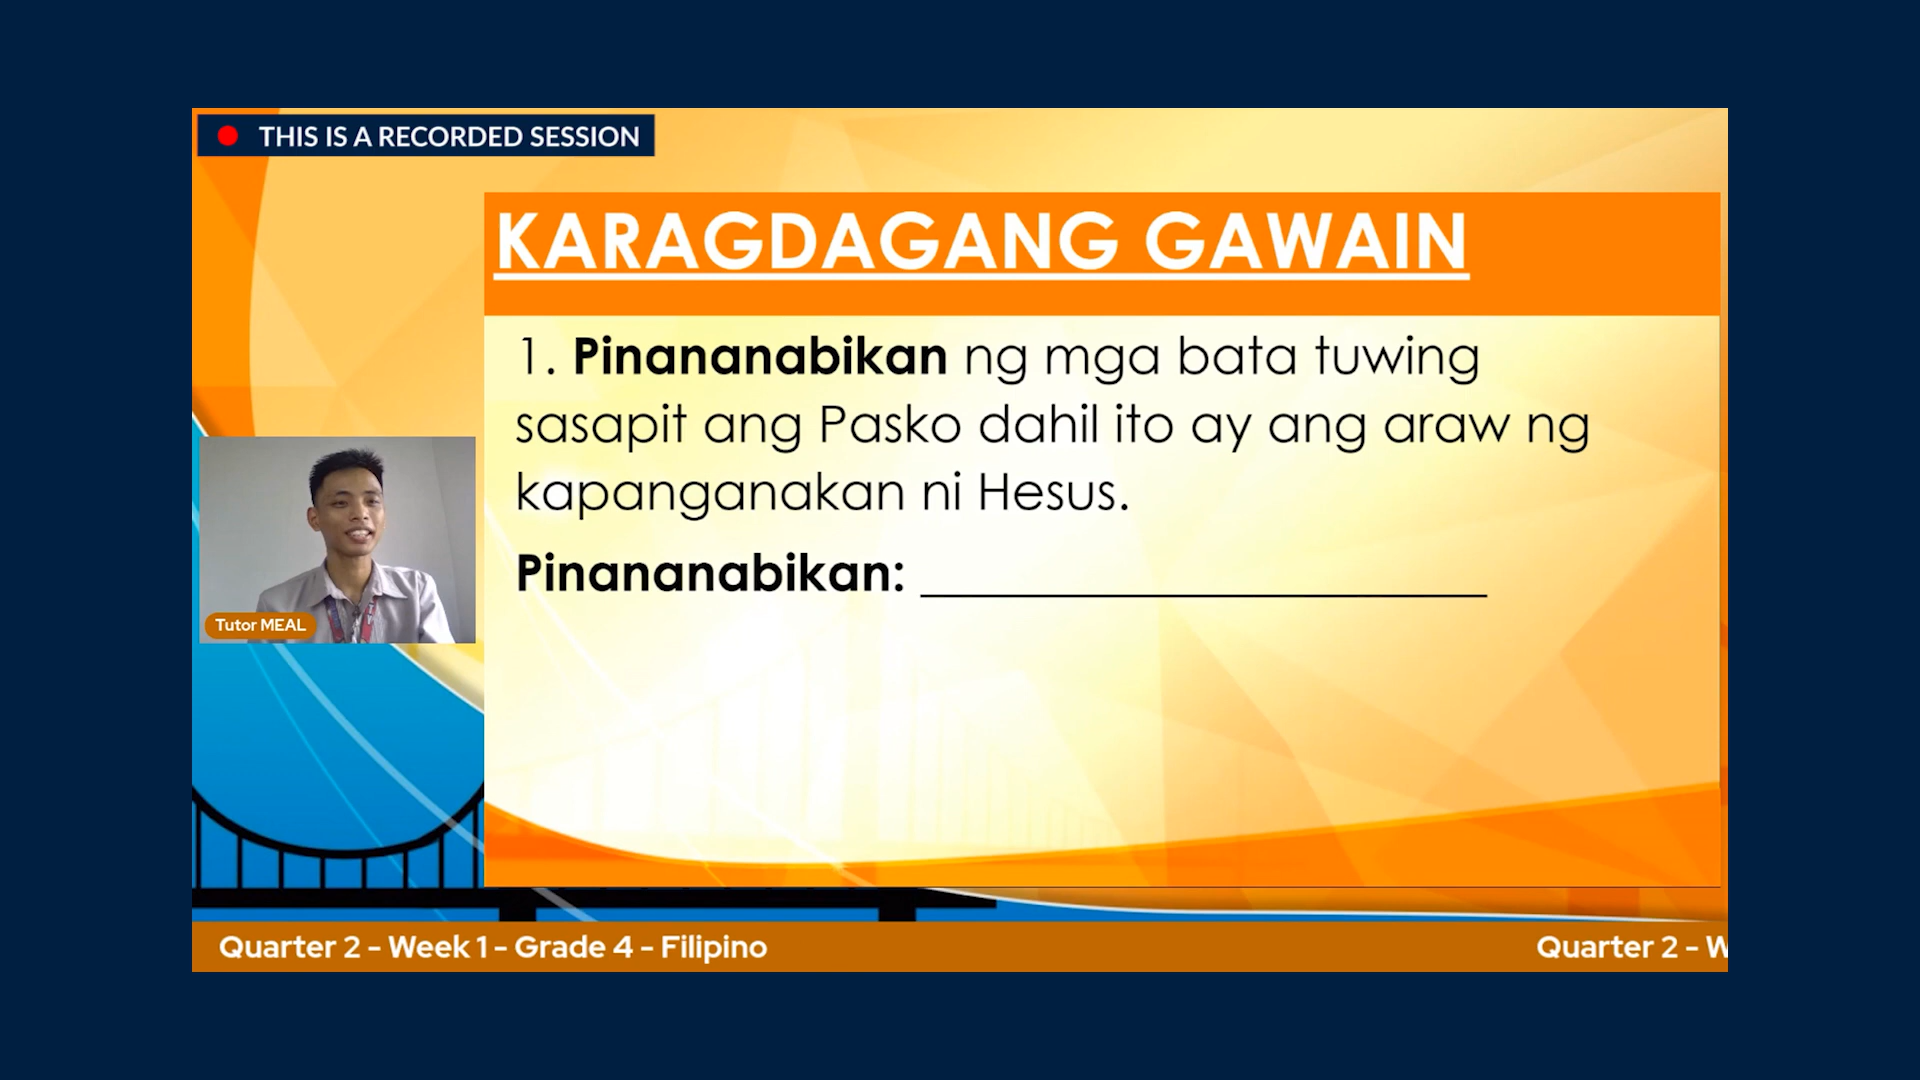 THIS IS A RECORDED SESSION
KARAGDAGANG GAWAIN
1. Pinananabikan ng mga bata tuwing
sasapit ang Pasko dahil ito ay ang araw ng
kapanganakan ni Hesus.
Pinananabikan: ______________________
Tutor MEAL
Quarter 2 - Week 1 - Grade 4 - Filipino
Quarter 2 - W